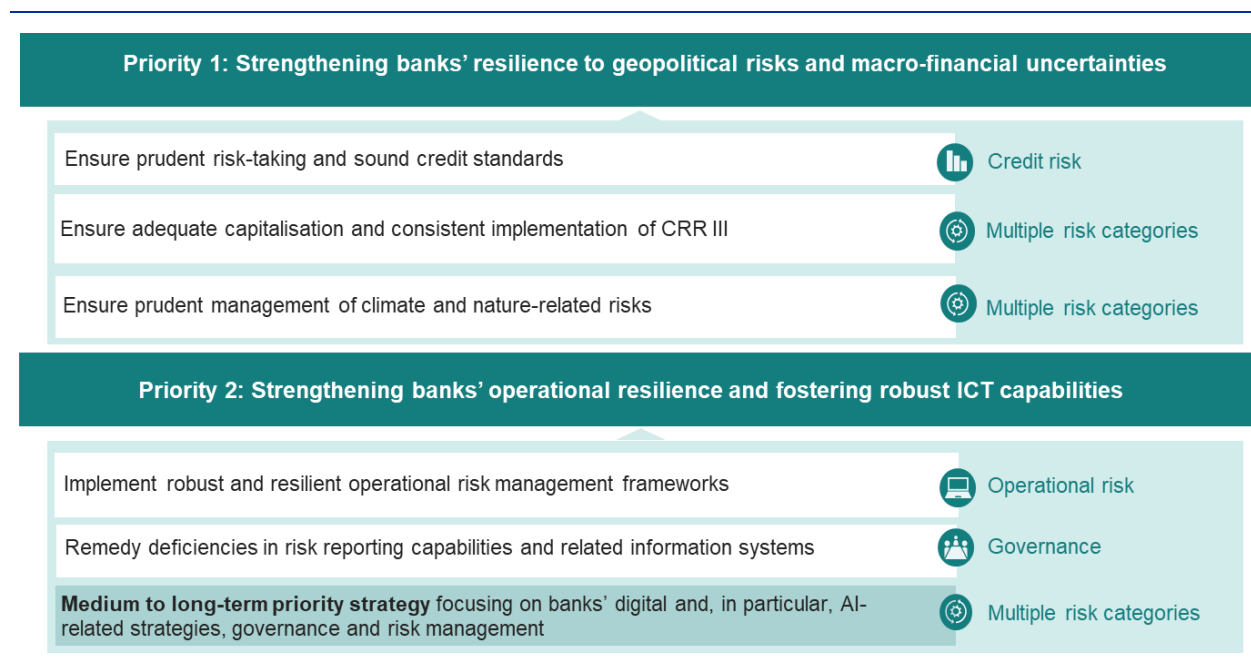 Priority 1: Strengthening banks’ resilience to geopolitical risks and macro-financial uncertainties
Ensure prudent risk-taking and sound credit standards
Credit risk
Ensure adequate capitalisation and consistent implementation of CRR III
Multiple risk categories
Ensure prudent management of climate and nature-related risks
Multiple risk categories
Priority 2: Strengthening banks’ operational resilience and fostering robust ICT capabilities
Implement robust and resilient operational risk management frameworks
Operational risk
Remedy deficiencies in risk reporting capabilities and related information systems
Governance
Medium to long-term priority strategy focusing on banks’ digital and, in particular, AI-
related strategies, governance and risk management
Multiple risk categories